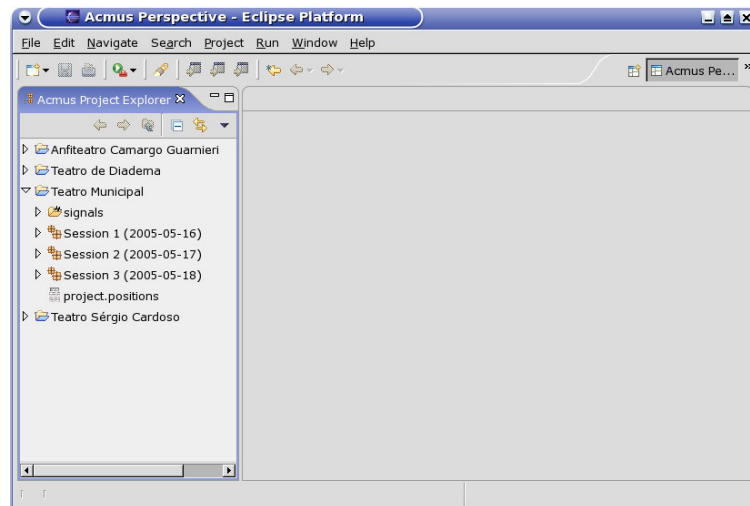 Acmus Perspective - Eclipse Platform
File Edit Navigate Search Project Run Window Help
Acmus Pe... »
Acmus Project Explorer
Anfiteatro Camargo Guarnieri
Teatro de Diadema
Teatro Municipal
signals
Session 1 (2005-05-16)
Session 2 (2005-05-17)
Session 3 (2005-05-18)
project.positions
Teatro Sérgio Cardoso